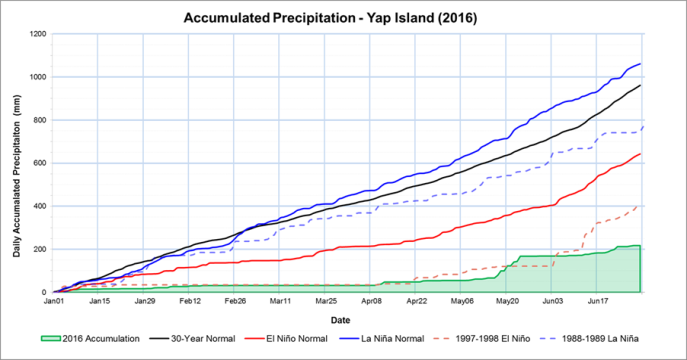 Accumulated Precipitation - Yap Island (2016)
1200
1000
800
600
400
200
0
Daily Accumlated Precipitaiton (mm)
Jan01 Jan15 Jan29 Feb12 Feb26 Mar11 Mar25 Apr08 Apr22 May06 May20 Jun03 Jun17
Date
2016 Accumulation 30-Year Normal El Niño Normal La Niña Normal 1997-1998 El Niño 1988-1989 La Niña